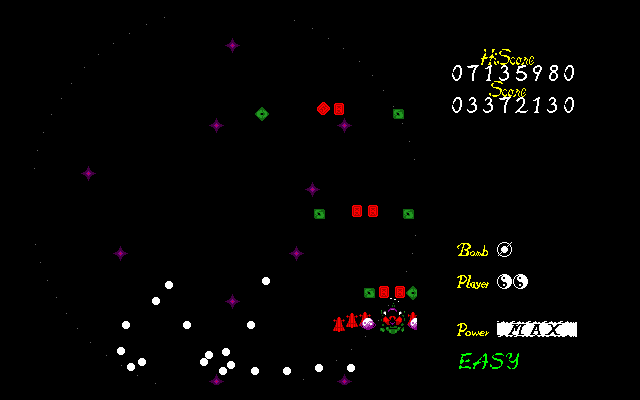 HiScore
07135980
Score
03372130
Bomb
Player
Power MAX
EASY